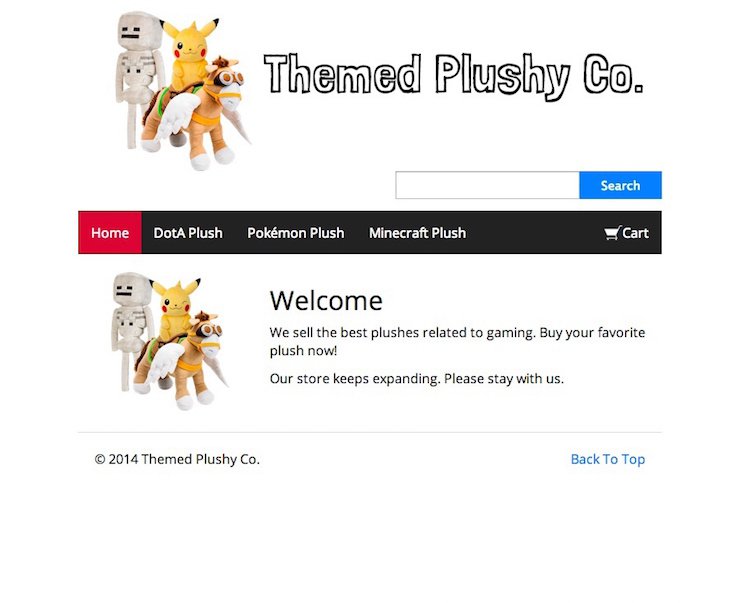 Themed Plushy Co.
Search
Home DotA Plush Pokémon Plush Minecraft Plush Cart
Welcome
We sell the best plushes related to gaming. Buy your favorite
plush now!
Our store keeps expanding. Please stay with us.
© 2014 Themed Plushy Co. Back To Top